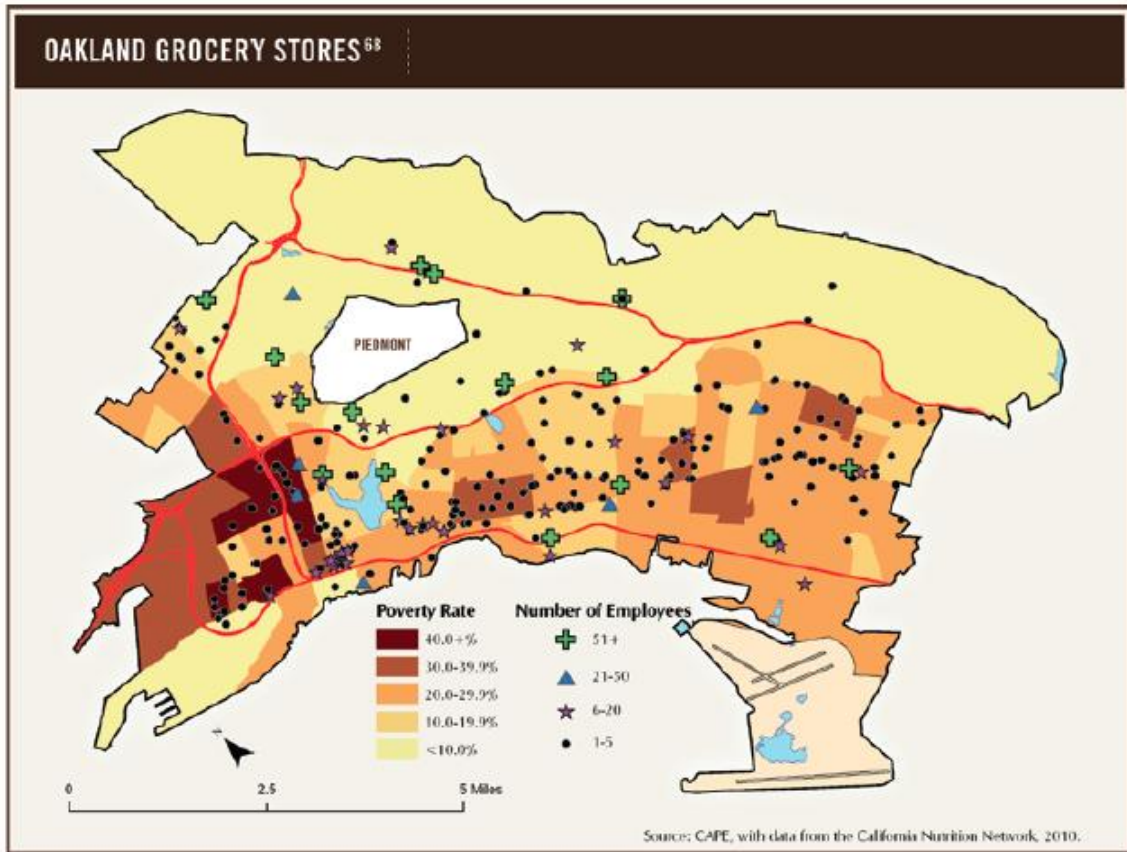 OAKLAND GROCERY STORES⁶⁸
PIEDMONT
Poverty Rate
40.0+%
30.0-39.9%
20.0-29.9%
10.0-19.9%
<10.0%
Number of Employees
51+
21-50
6-20
1-5
N
0 2.5 5 Miles
Source: CAPE, with data from the California Nutrition Network, 2010.